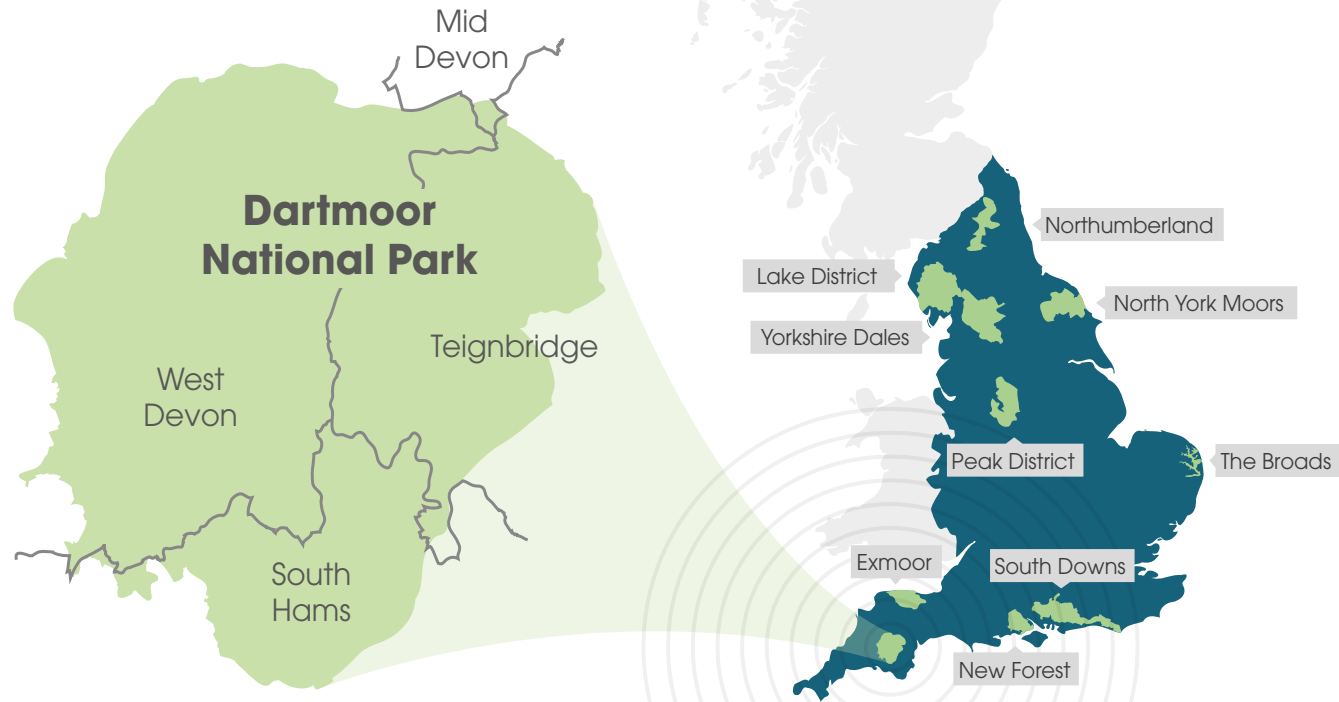 Mid
Devon
Dartmoor
National Park
Teignbridge
West
Devon
South
Hams
Northumberland
Lake District
North York Moors
Yorkshire Dales
Peak District
The Broads
Exmoor
South Downs
New Forest